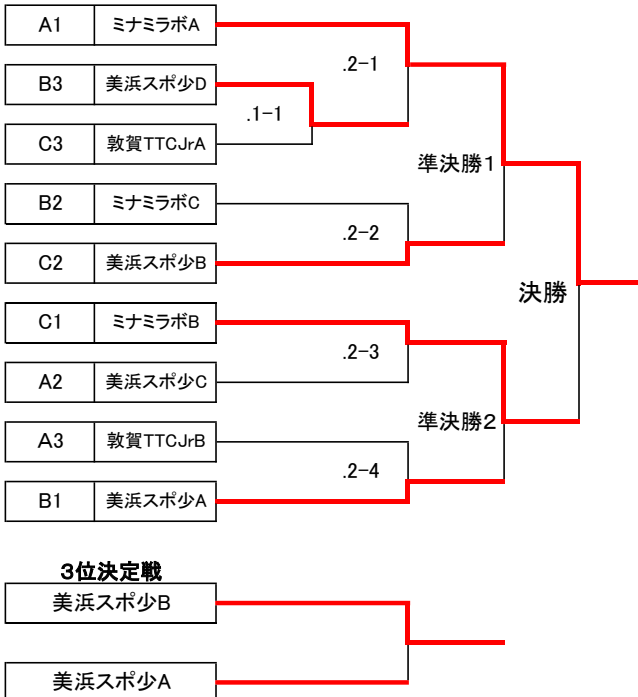 A1 ミナミラボA
.2-1
B3 美浜スポ少D
.1-1
C3 敦賀TTCJrA
準決勝1
B2 ミナミラボC
.2-2
C2 美浜スポ少B
決勝
C1 ミナミラボB
.2-3
A2 美浜スポ少C
準決勝2
A3 敦賀TTCJrB
.2-4
B1 美浜スポ少A
3位決定戦
美浜スポ少B
美浜スポ少A